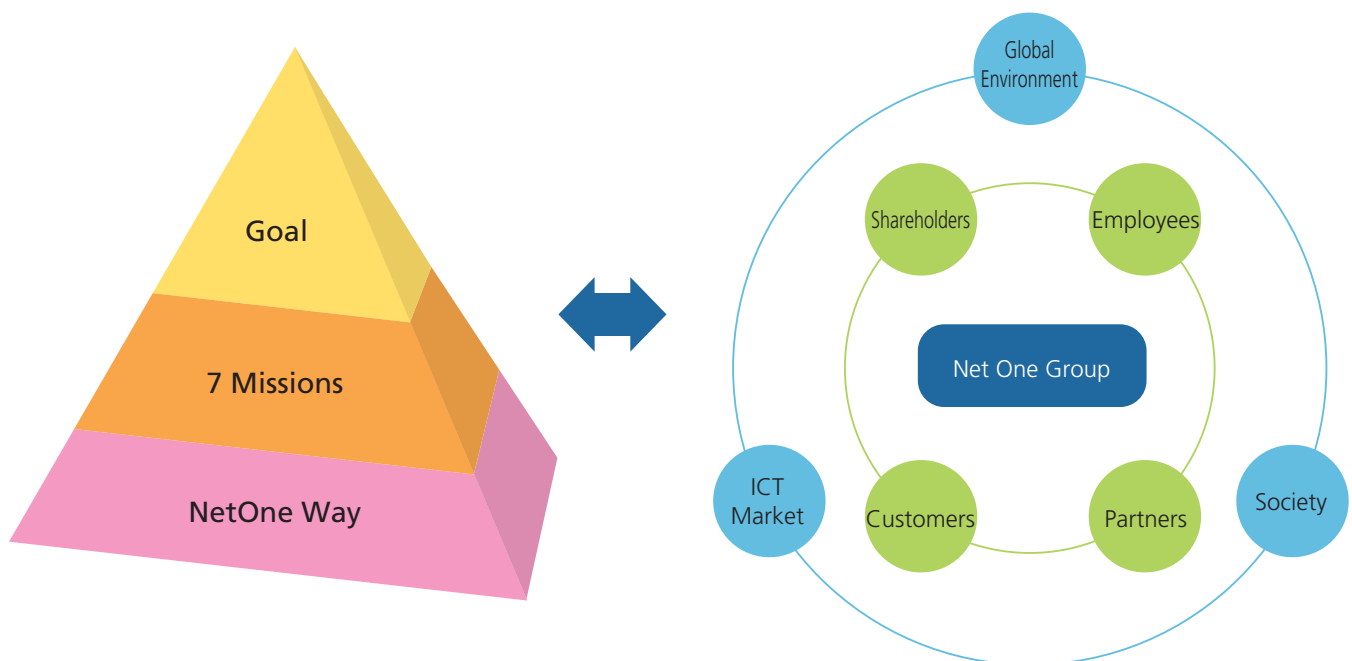 Goal
7 Missions
NetOne Way
Global
Environment
Shareholders
Employees
Net One Group
ICT
Market
Customers
Partners
Society